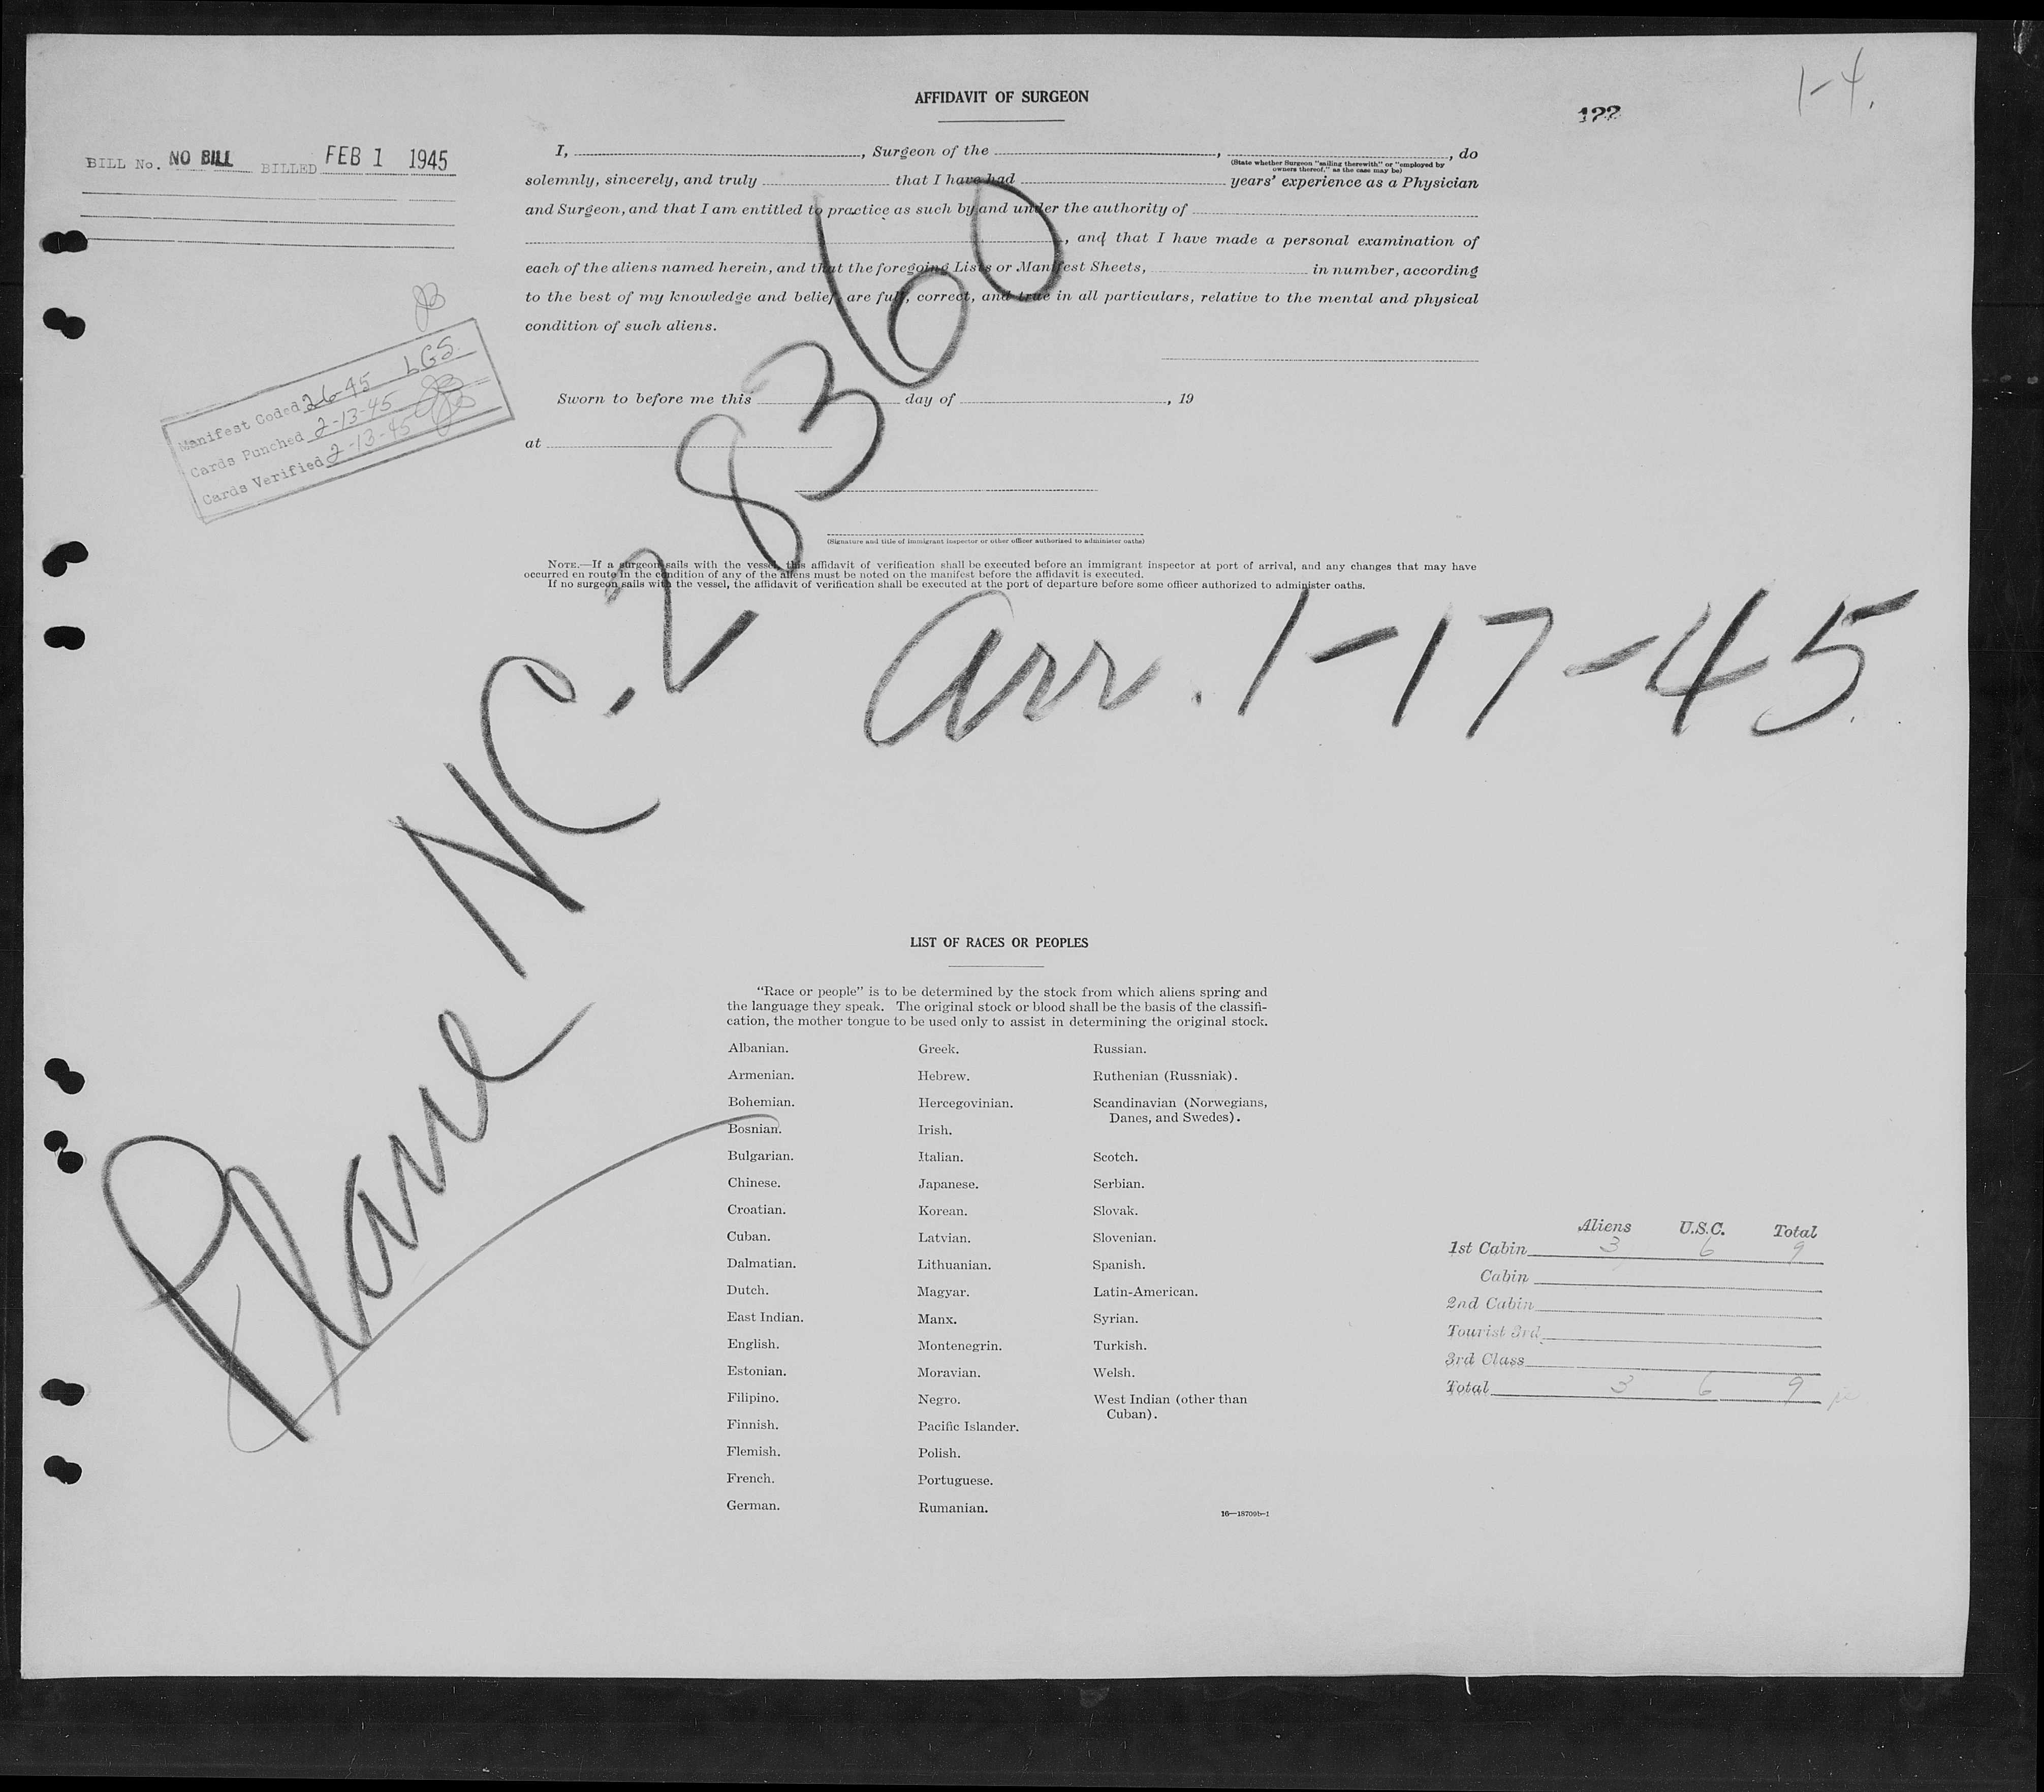 1-4.
AFFIDAVIT OF SURGEON
122
BILL No. NO BILL BILLED FEB 1 1945
I, , Surgeon of the , , do
(State whether Surgeon "sailing therewith" or "employed by
owners thereof," as the case may be)
solemnly, sincerely, and truly that I have had years' experience as a Physician
and Surgeon, and that I am entitled to practice as such by and under the authority of
, and that I have made a personal examination of
each of the aliens named herein, and that the foregoing Lists or Manifest Sheets, in number, according
to the best of my knowledge and belief, are full, correct, and true in all particulars, relative to the mental and physical
condition of such aliens.
Manifest Coded 2-6-45 LGS.
Cards Punched 2-13-45
Cards Verified 2-13-45
Sworn to before me this day of , 19
at
(Signature and title of immigrant inspector or other officer authorized to administer oaths)
NOTE.—If a surgeon sails with the vessel, this affidavit of verification shall be executed before an immigrant inspector at port of arrival, and any changes that may have
occurred en route in the condition of any of the aliens must be noted on the manifest before the affidavit is executed.
If no surgeon sails with the vessel, the affidavit of verification shall be executed at the port of departure before some officer authorized to administer oaths.
Plane NC-28360
arr. 1-17-45.
LIST OF RACES OR PEOPLES
"Race or people" is to be determined by the stock from which aliens spring and
the language they speak. The original stock or blood shall be the basis of the classifi-
cation, the mother tongue to be used only to assist in determining the original stock.
Albanian.
Armenian.
Bohemian.
Bosnian.
Bulgarian.
Chinese.
Croatian.
Cuban.
Dalmatian.
Dutch.
East Indian.
English.
Estonian.
Filipino.
Finnish.
Flemish.
French.
German.
Greek.
Hebrew.
Hercegovinian.
Irish.
Italian.
Japanese.
Korean.
Latvian.
Lithuanian.
Magyar.
Manx.
Montenegrin.
Moravian.
Negro.
Pacific Islander.
Polish.
Portuguese.
Rumanian.
Russian.
Ruthenian (Russniak).
Scandinavian (Norwegians,
Danes, and Swedes).
Scotch.
Serbian.
Slovak.
Slovenian.
Spanish.
Latin-American.
Syrian.
Turkish.
Welsh.
West Indian (other than
Cuban).
16—18700b-1
Aliens U.S.C. Total
1st Cabin 3 6 9
Cabin
2nd Cabin
Tourist 3rd
3rd Class
Total 3 6 9